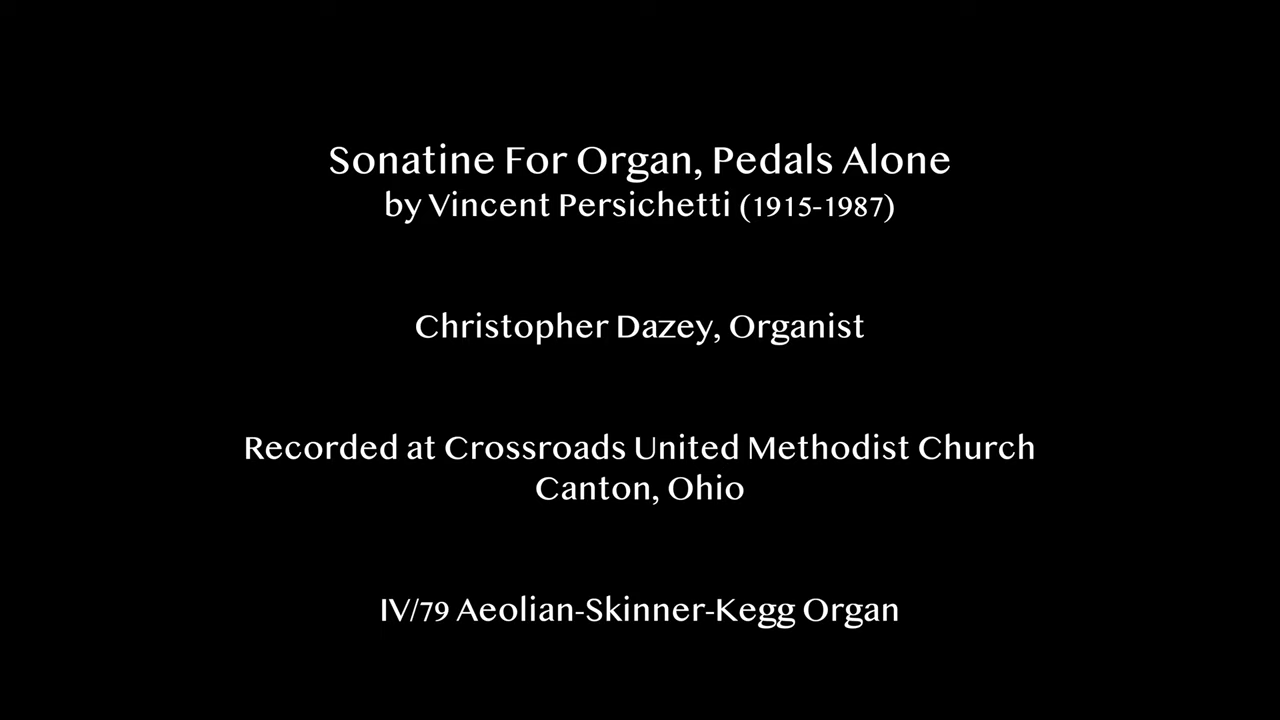 Sonatine For Organ, Pedals Alone
by Vincent Persichetti (1915-1987)
Christopher Dazey, Organist
Recorded at Crossroads United Methodist Church
Canton, Ohio
IV/79 Aeolian-Skinner-Kegg Organ